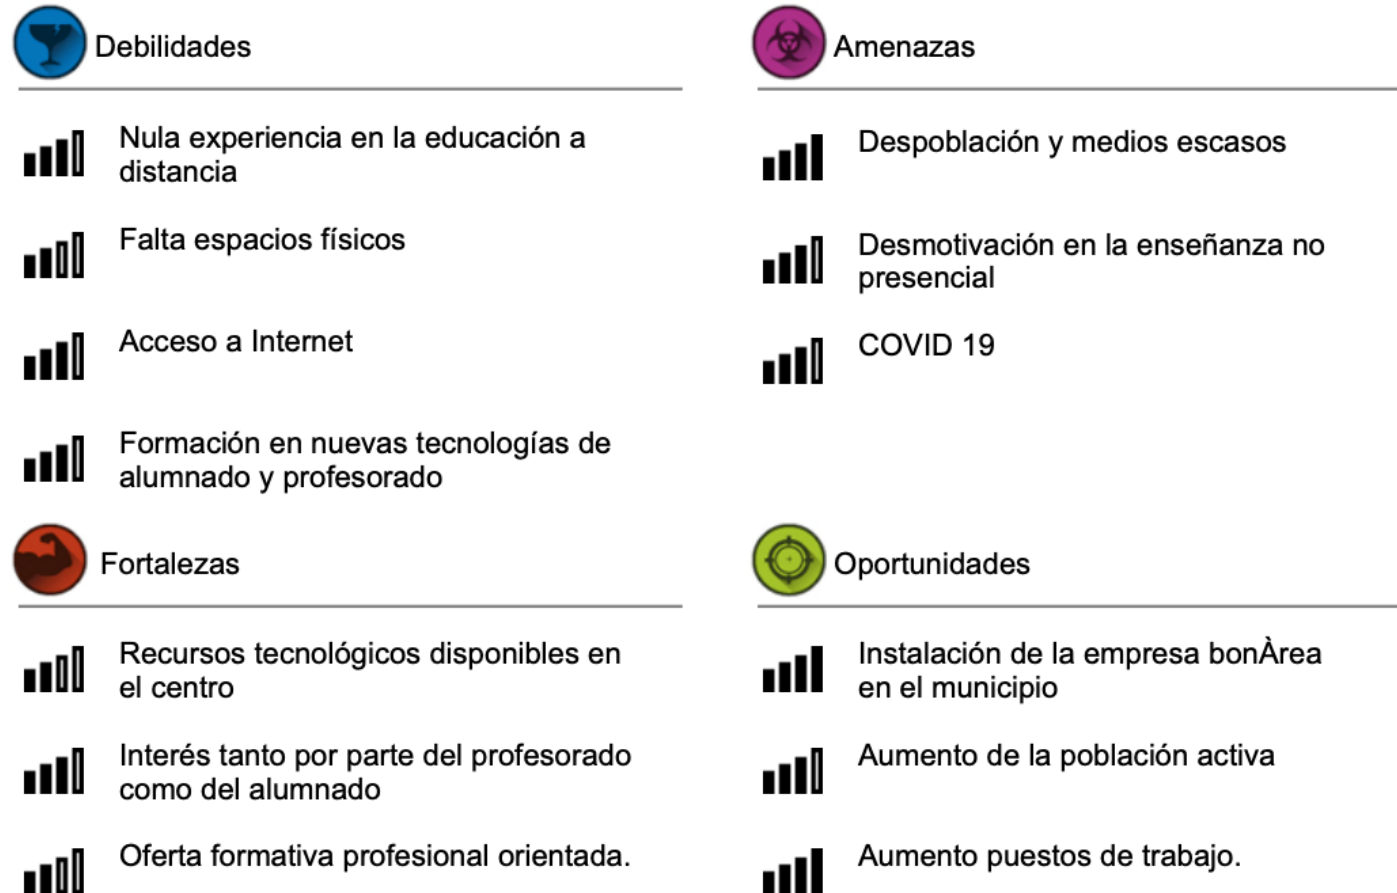 Debilidades
Nula experiencia en la educación a
distancia
Falta espacios físicos
Acceso a Internet
Formación en nuevas tecnologías de
alumnado y profesorado
Amenazas
Despoblación y medios escasos
Desmotivación en la enseñanza no
presencial
COVID 19
Fortalezas
Recursos tecnológicos disponibles en
el centro
Interés tanto por parte del profesorado
como del alumnado
Oferta formativa profesional orientada.
Oportunidades
Instalación de la empresa bonÀrea
en el municipio
Aumento de la población activa
Aumento puestos de trabajo.